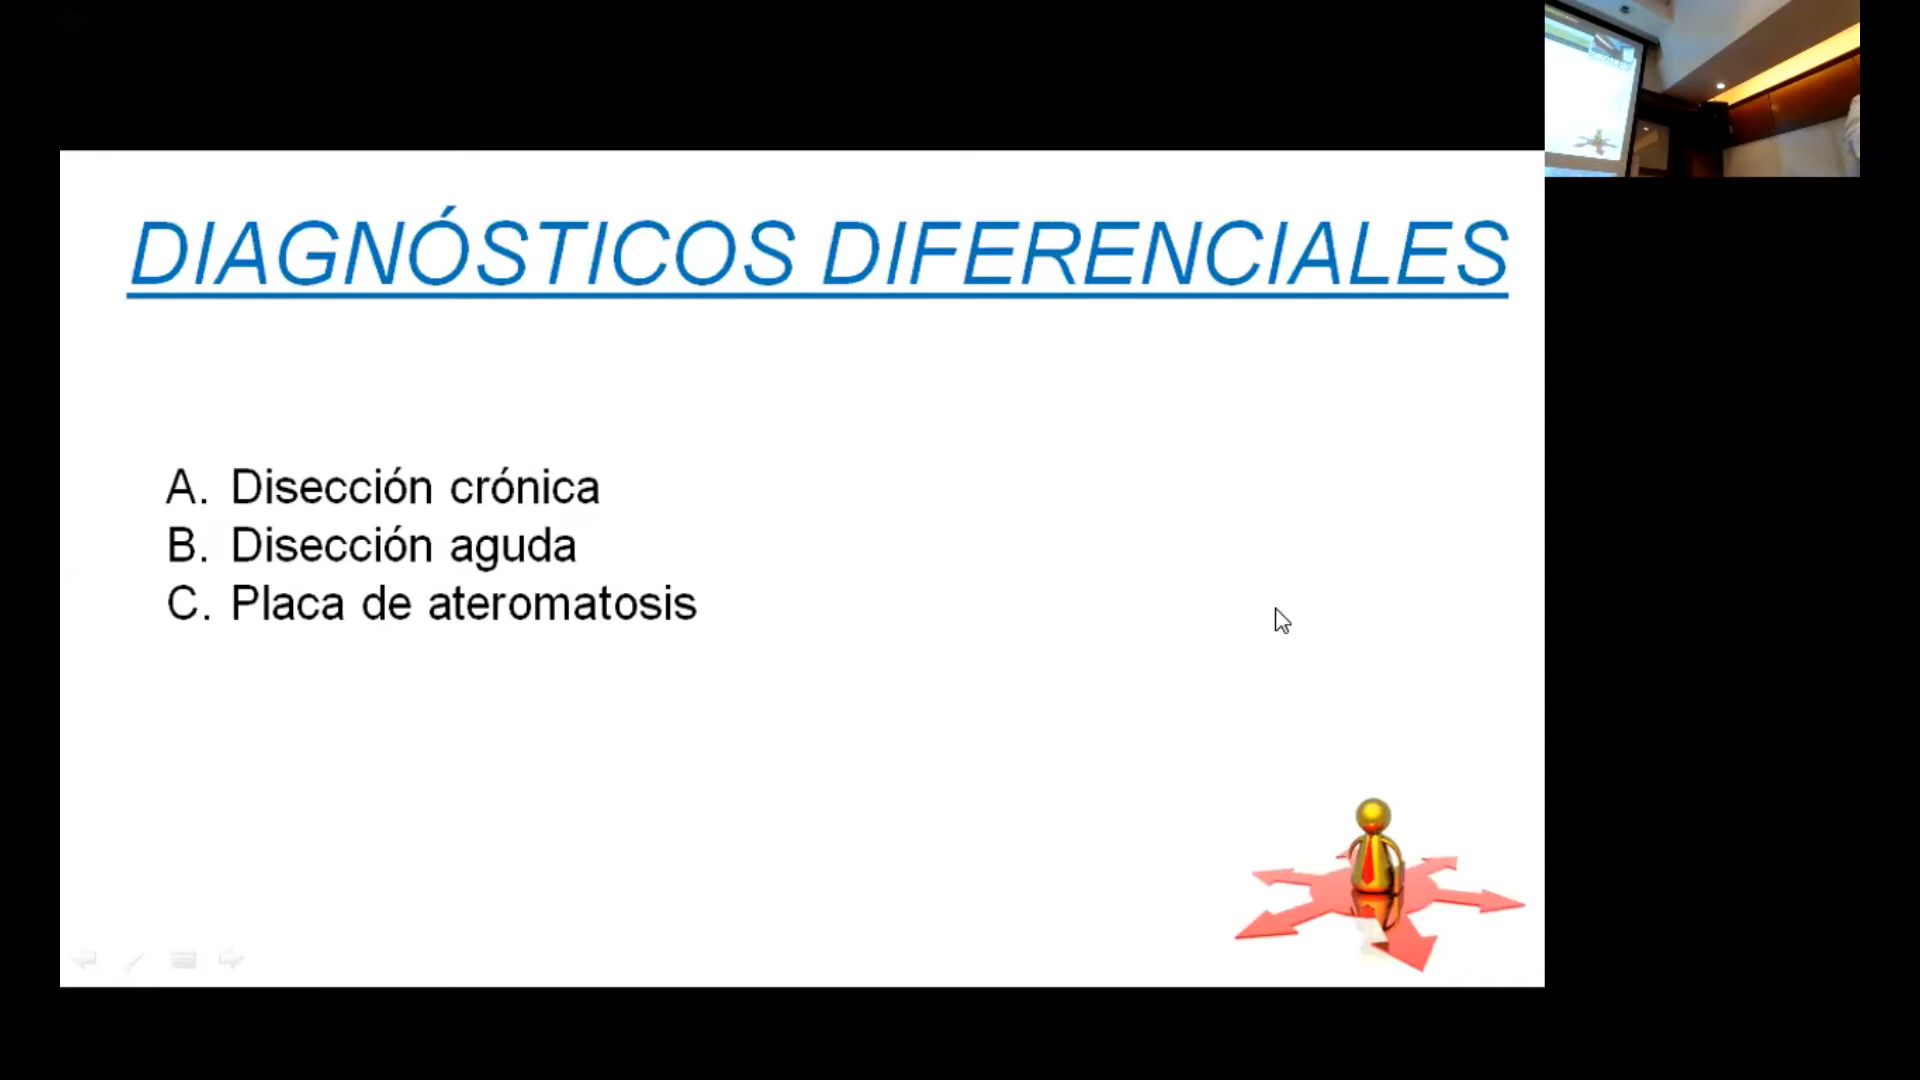 DIAGNÓSTICOS DIFERENCIALES
A. Disección crónica
B. Disección aguda
C. Placa de ateromatosis